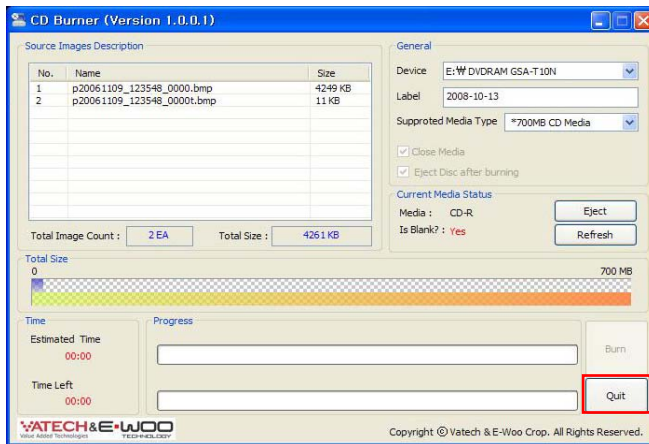 CD Burner (Version 1.0.0.1)
Source Images Description
No. Name Size
1 p20061109_123548_0000.bmp 4249 KB
2 p20061109_123548_0000t.bmp 11 KB
Total Image Count : 2 EA Total Size : 4261 KB
General
Device E:₩ DVDRAM GSA-T10N
Label 2008-10-13
Supproted Media Type *700MB CD Media
Close Media
Eject Disc after burning
Current Media Status
Media : CD-R Eject
Is Blank? : Yes Refresh
Total Size
0 700 MB
Time
Estimated Time
00:00
Time Left
00:00
Progress
Burn
Quit
VATECH&E-WOO
Value Added Technologies TECHNOLOGY
Copyright © Vatech & E-Woo Crop. All Rights Reserved.